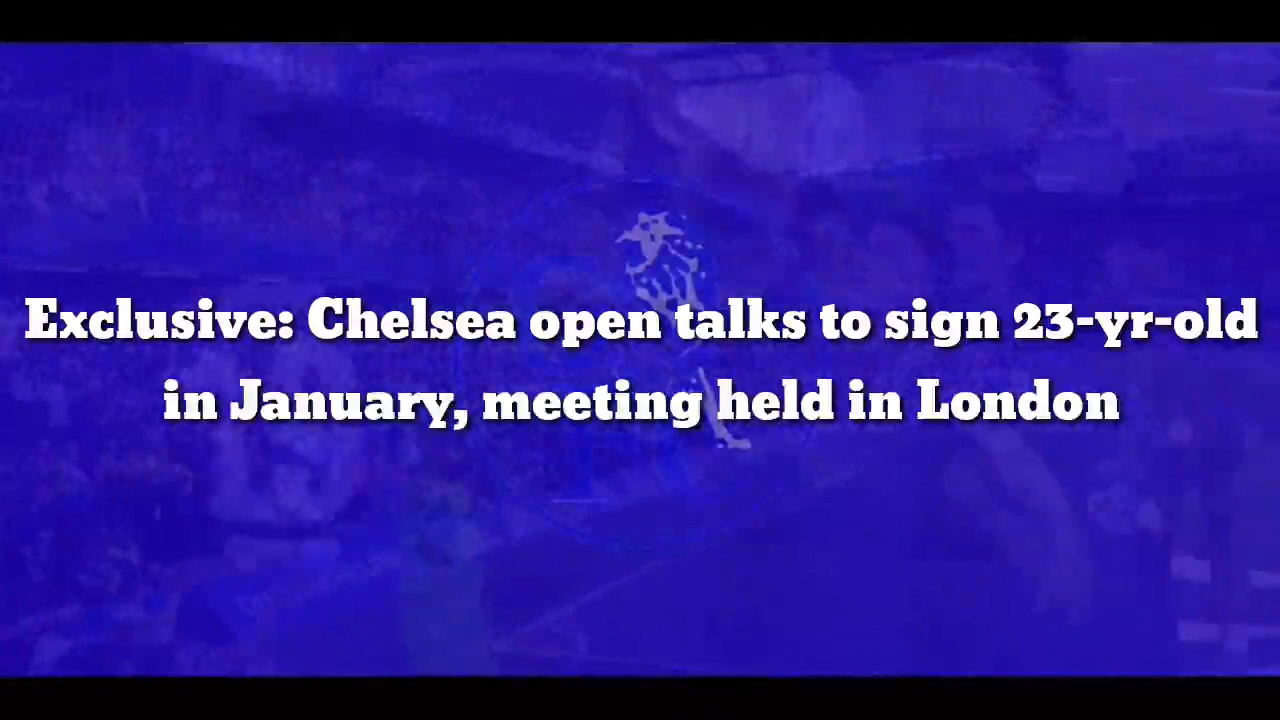 Exclusive: Chelsea open talks to sign 23-yr-old
in January, meeting held in London